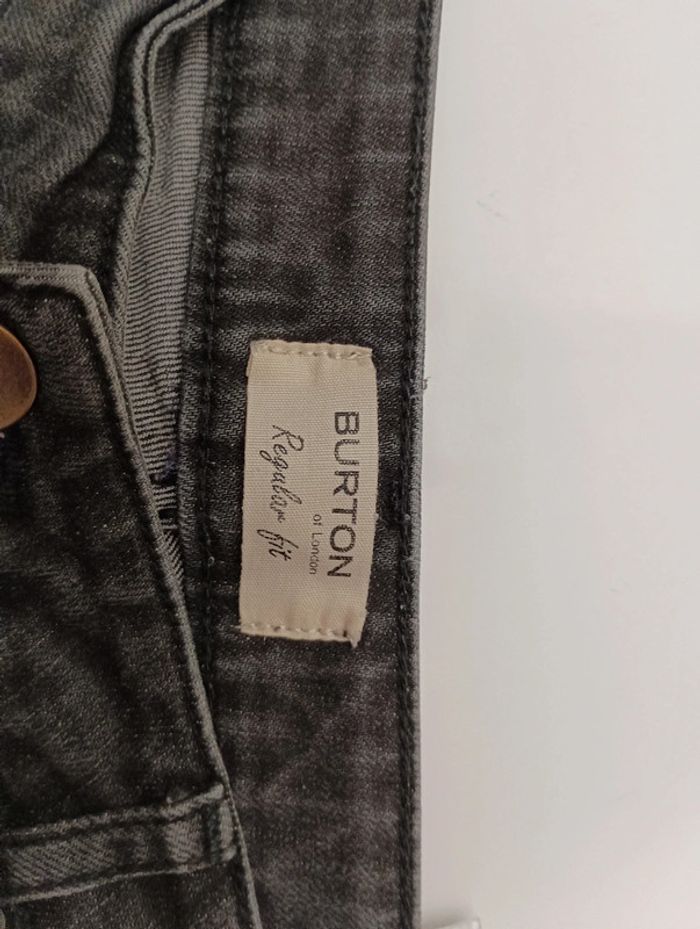 BURTON
of London
Regular fit